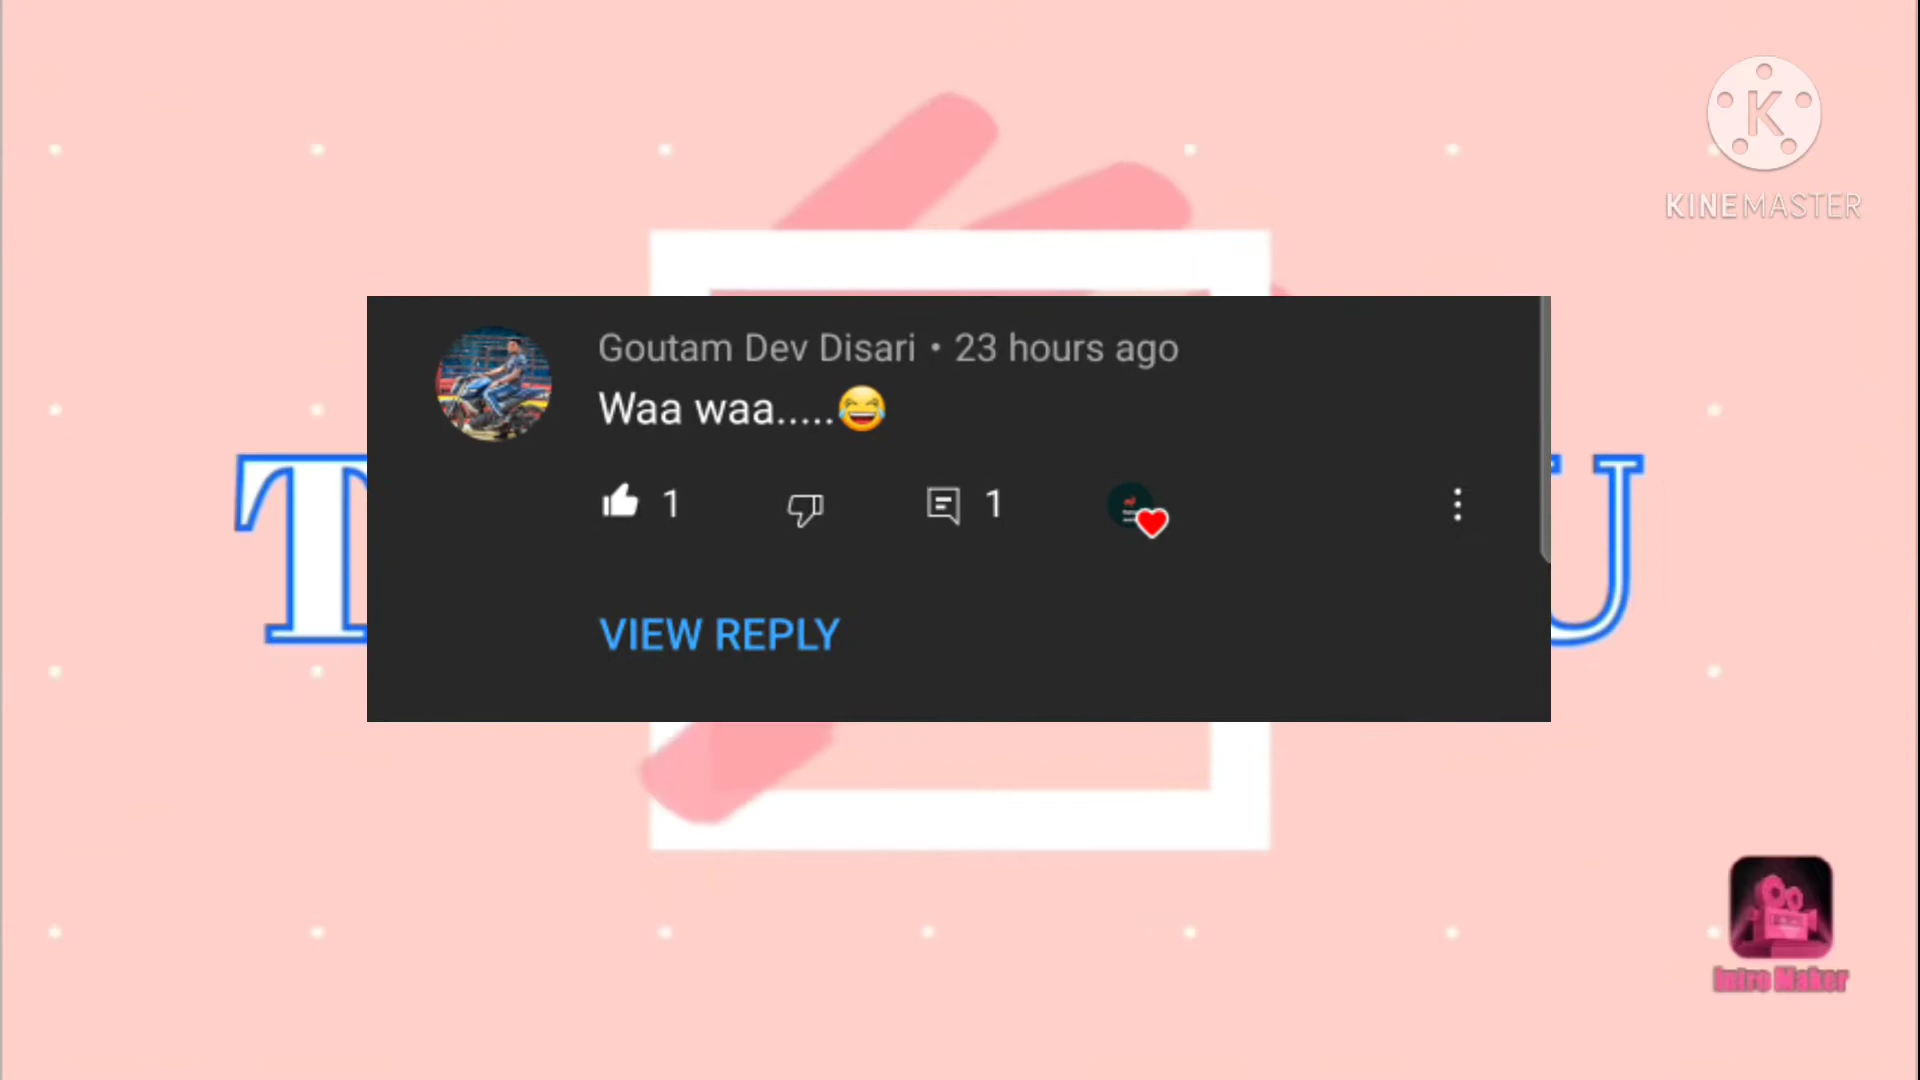 KINEMASTER
Goutam Dev Disari • 23 hours ago
Waa waa.....😂
1 1
VIEW REPLY
T U
Intro Maker